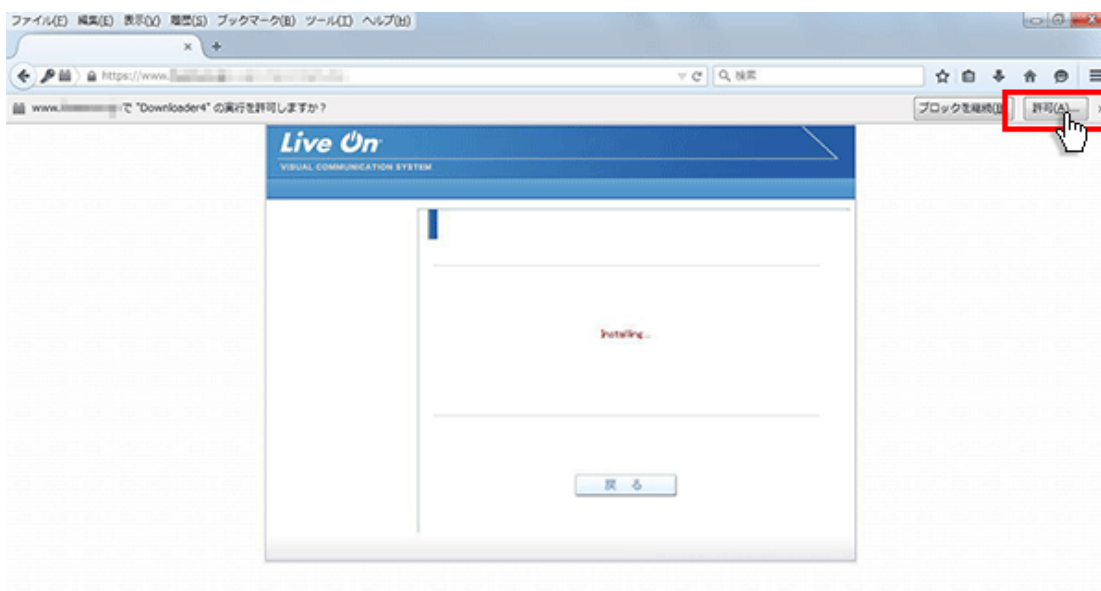 ファイル(F) 編集(E) 表示(V) 履歴(S) ブックマーク(B) ツール(T) ヘルプ(H)
https://www.
検索
www. で "Downloader4" の実行を許可しますか？
ブロックを継続(B) 許可(A)...
Live On
VISUAL COMMUNICATION SYSTEM
Installing...
戻 る